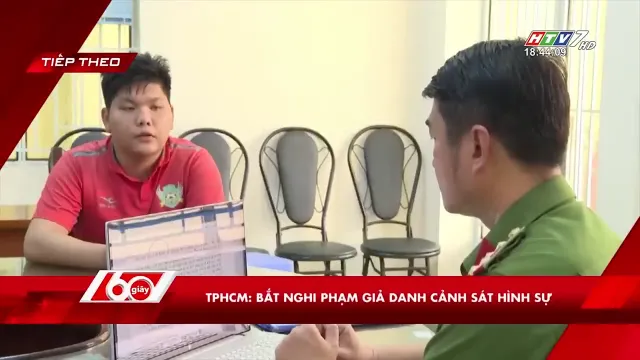 TIẾP THEO
HTV7 HD
18:44:09
60 giây
TPHCM: BẮT NGHI PHẠM GIẢ DANH CẢNH SÁT HÌNH SỰ